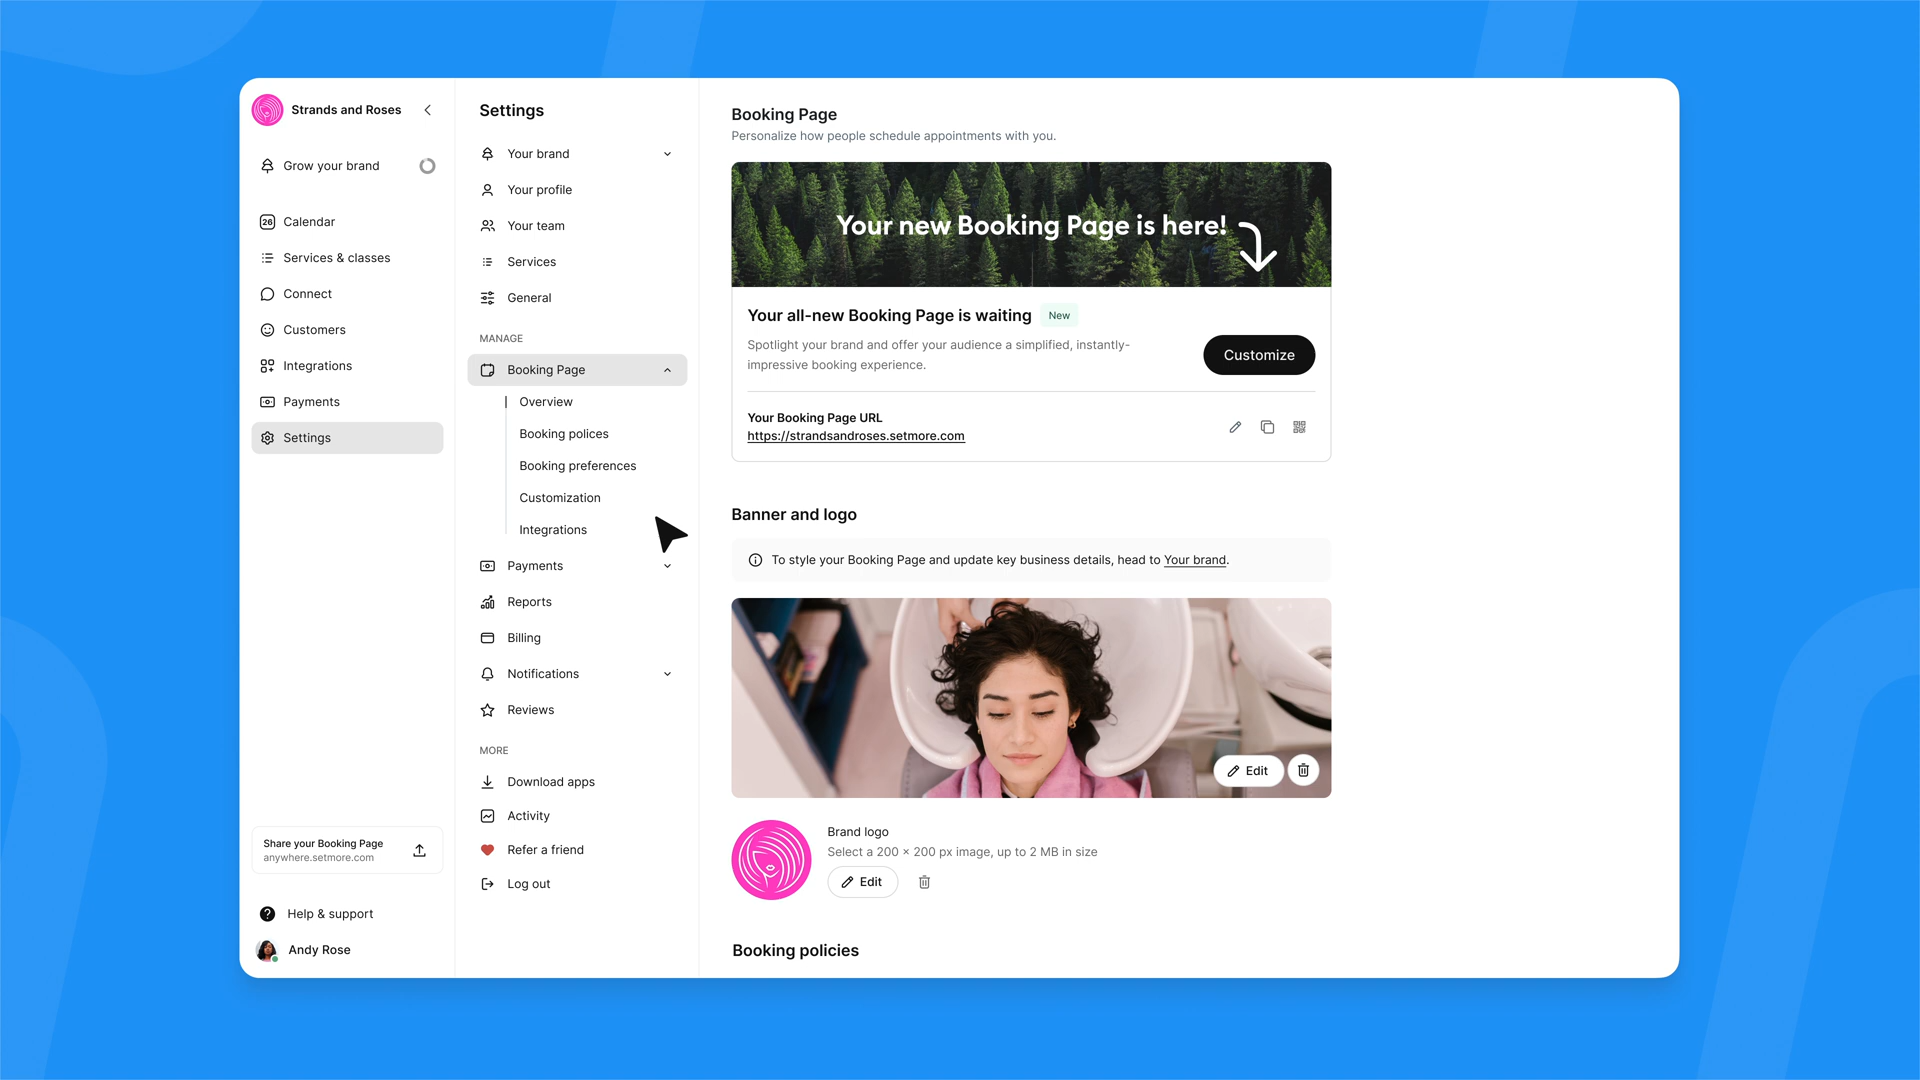 Strands and Roses
Grow your brand
26
Calendar
Services & classes
Connect
Customers
Integrations
Payments
Settings
Share your Booking Page
anywhere.setmore.com
Help & support
Andy Rose
Settings
Your brand
Your profile
Your team
Services
General
MANAGE
Booking Page
Overview
Booking polices
Booking preferences
Customization
Integrations
Payments
Reports
Billing
Notifications
Reviews
MORE
Download apps
Activity
Refer a friend
Log out
Booking Page
Personalize how people schedule appointments with you.
Your new Booking Page is here!
Your all-new Booking Page is waiting New
Spotlight your brand and offer your audience a simplified, instantly-
impressive booking experience.
Customize
Your Booking Page URL
https://strandsandroses.setmore.com
Banner and logo
To style your Booking Page and update key business details, head to Your brand.
Edit
Brand logo
Select a 200 × 200 px image, up to 2 MB in size
Edit
Booking policies